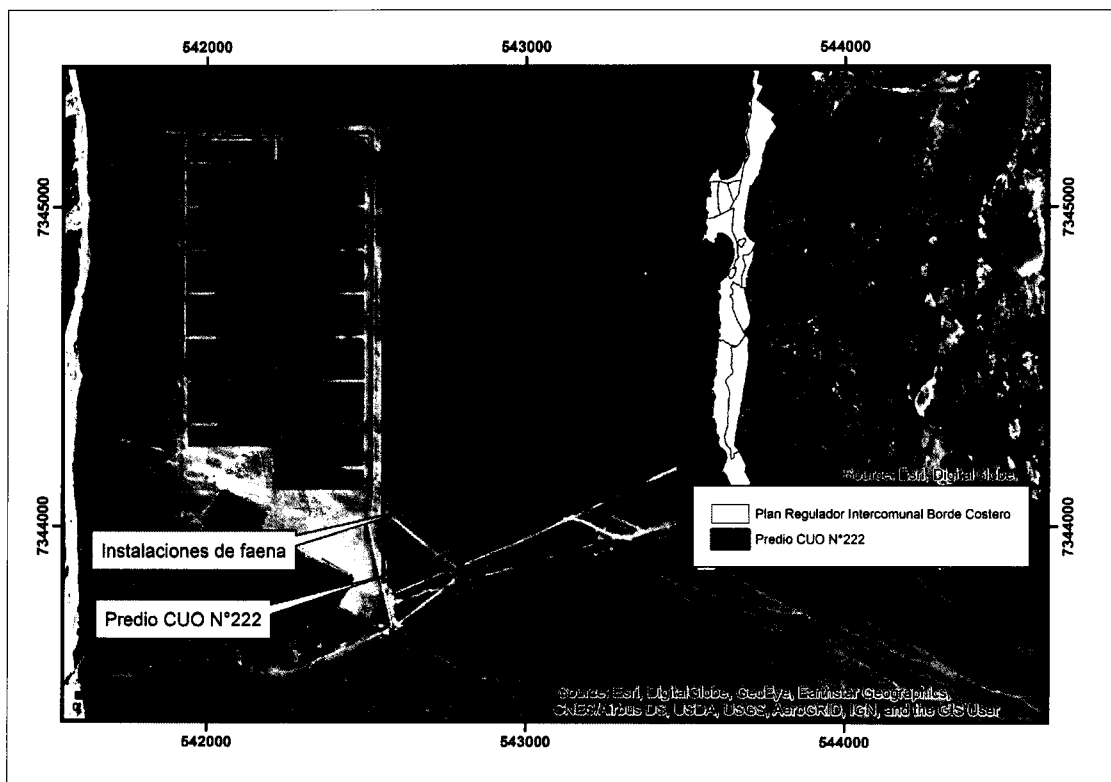 542000 543000 544000
7345000 7345000
Source: Esri, DigitalGlobe,
7344000 7344000
Plan Regulador Intercomunal Borde Costero
Predio CUO N°222
Instalaciones de faena
Predio CUO N°222
Source: Esri, DigitalGlobe, GeoEye, Earthstar Geographics,
CNES/Airbus DS, USDA, USGS, AeroGRID, IGN, and the GIS User
542000 543000 544000